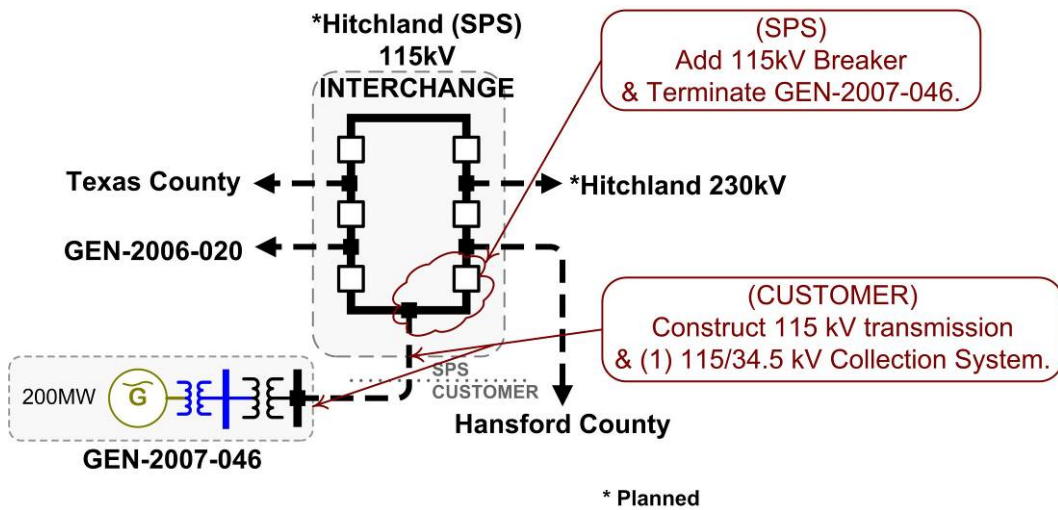 *Hitchland (SPS)
115kV
INTERCHANGE
(SPS)
Add 115kV Breaker
& Terminate GEN-2007-046.
Texas County
*Hitchland 230kV
GEN-2006-020
(CUSTOMER)
Construct 115 kV transmission
& (1) 115/34.5 kV Collection System.
SPS
CUSTOMER
200MW
G
Hansford County
GEN-2007-046
* Planned